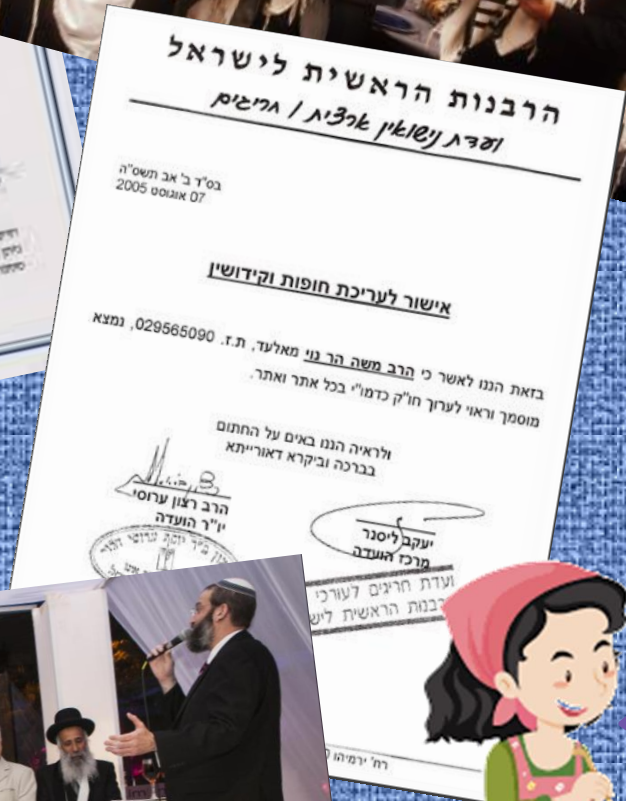 הרבנות הראשית לישראל
ועדת נישואין ארצית / חריגים
בס"ד ב' אב תשס"ה
07 אוגוסט 2005
אישור לעריכת חופות וקידושין
בזאת הננו לאשר כי הרב משה הר נוי מאלעד, ת.ז. 029565090, נמצא
מוסמך וראוי לערוך חו"ק כדמו"י בכל אתר ואתר.
ולראיה הננו באים על החתום
בברכה וביקרא דאורייתא
הרב רצון ערוסי
יו"ר הועדה
יעקב ליסנר
מרכז הועדה
ועדת חריגים לעורכי
רבנות הראשית ליש
רח' ירמיהו